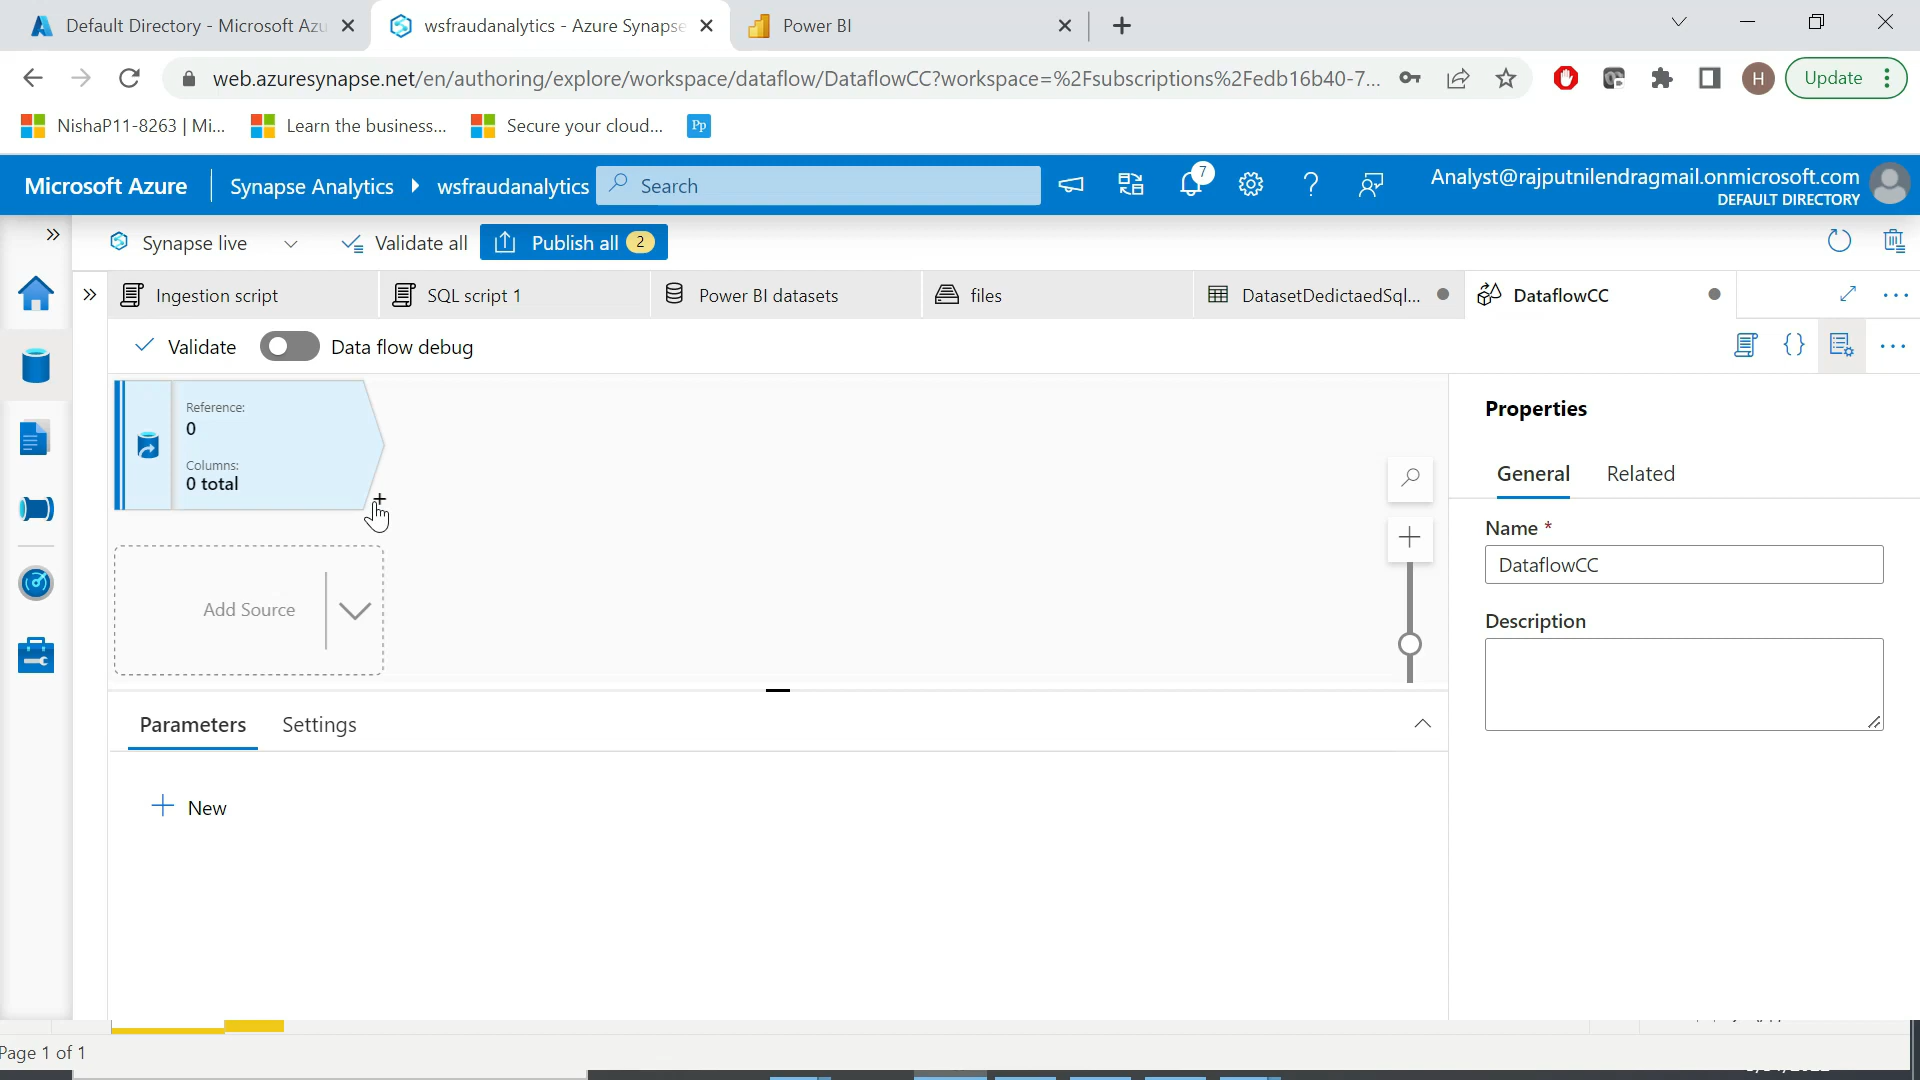 Default Directory - Microsoft Azu
wsfraudanalytics - Azure Synapse
Power BI
web.azuresynapse.net/en/authoring/explore/workspace/dataflow/DataflowCC?workspace=%2Fsubscriptions%2Fedb16b40-7...
H
Update
NishaP11-8263 | Mi...
Learn the business...
Secure your cloud...
Pp
Microsoft Azure
Synapse Analytics
wsfraudanalytics
Search
7
Analyst@rajputnilendragmail.onmicrosoft.com
DEFAULT DIRECTORY
Synapse live
Validate all
Publish all 2
Ingestion script
SQL script 1
Power BI datasets
files
DatasetDedictaedSql...
DataflowCC
Validate
Data flow debug
Reference:
0
Columns:
0 total
+
Add Source
Properties
General
Related
Name *
DataflowCC
Description
Parameters
Settings
New
Page 1 of 1